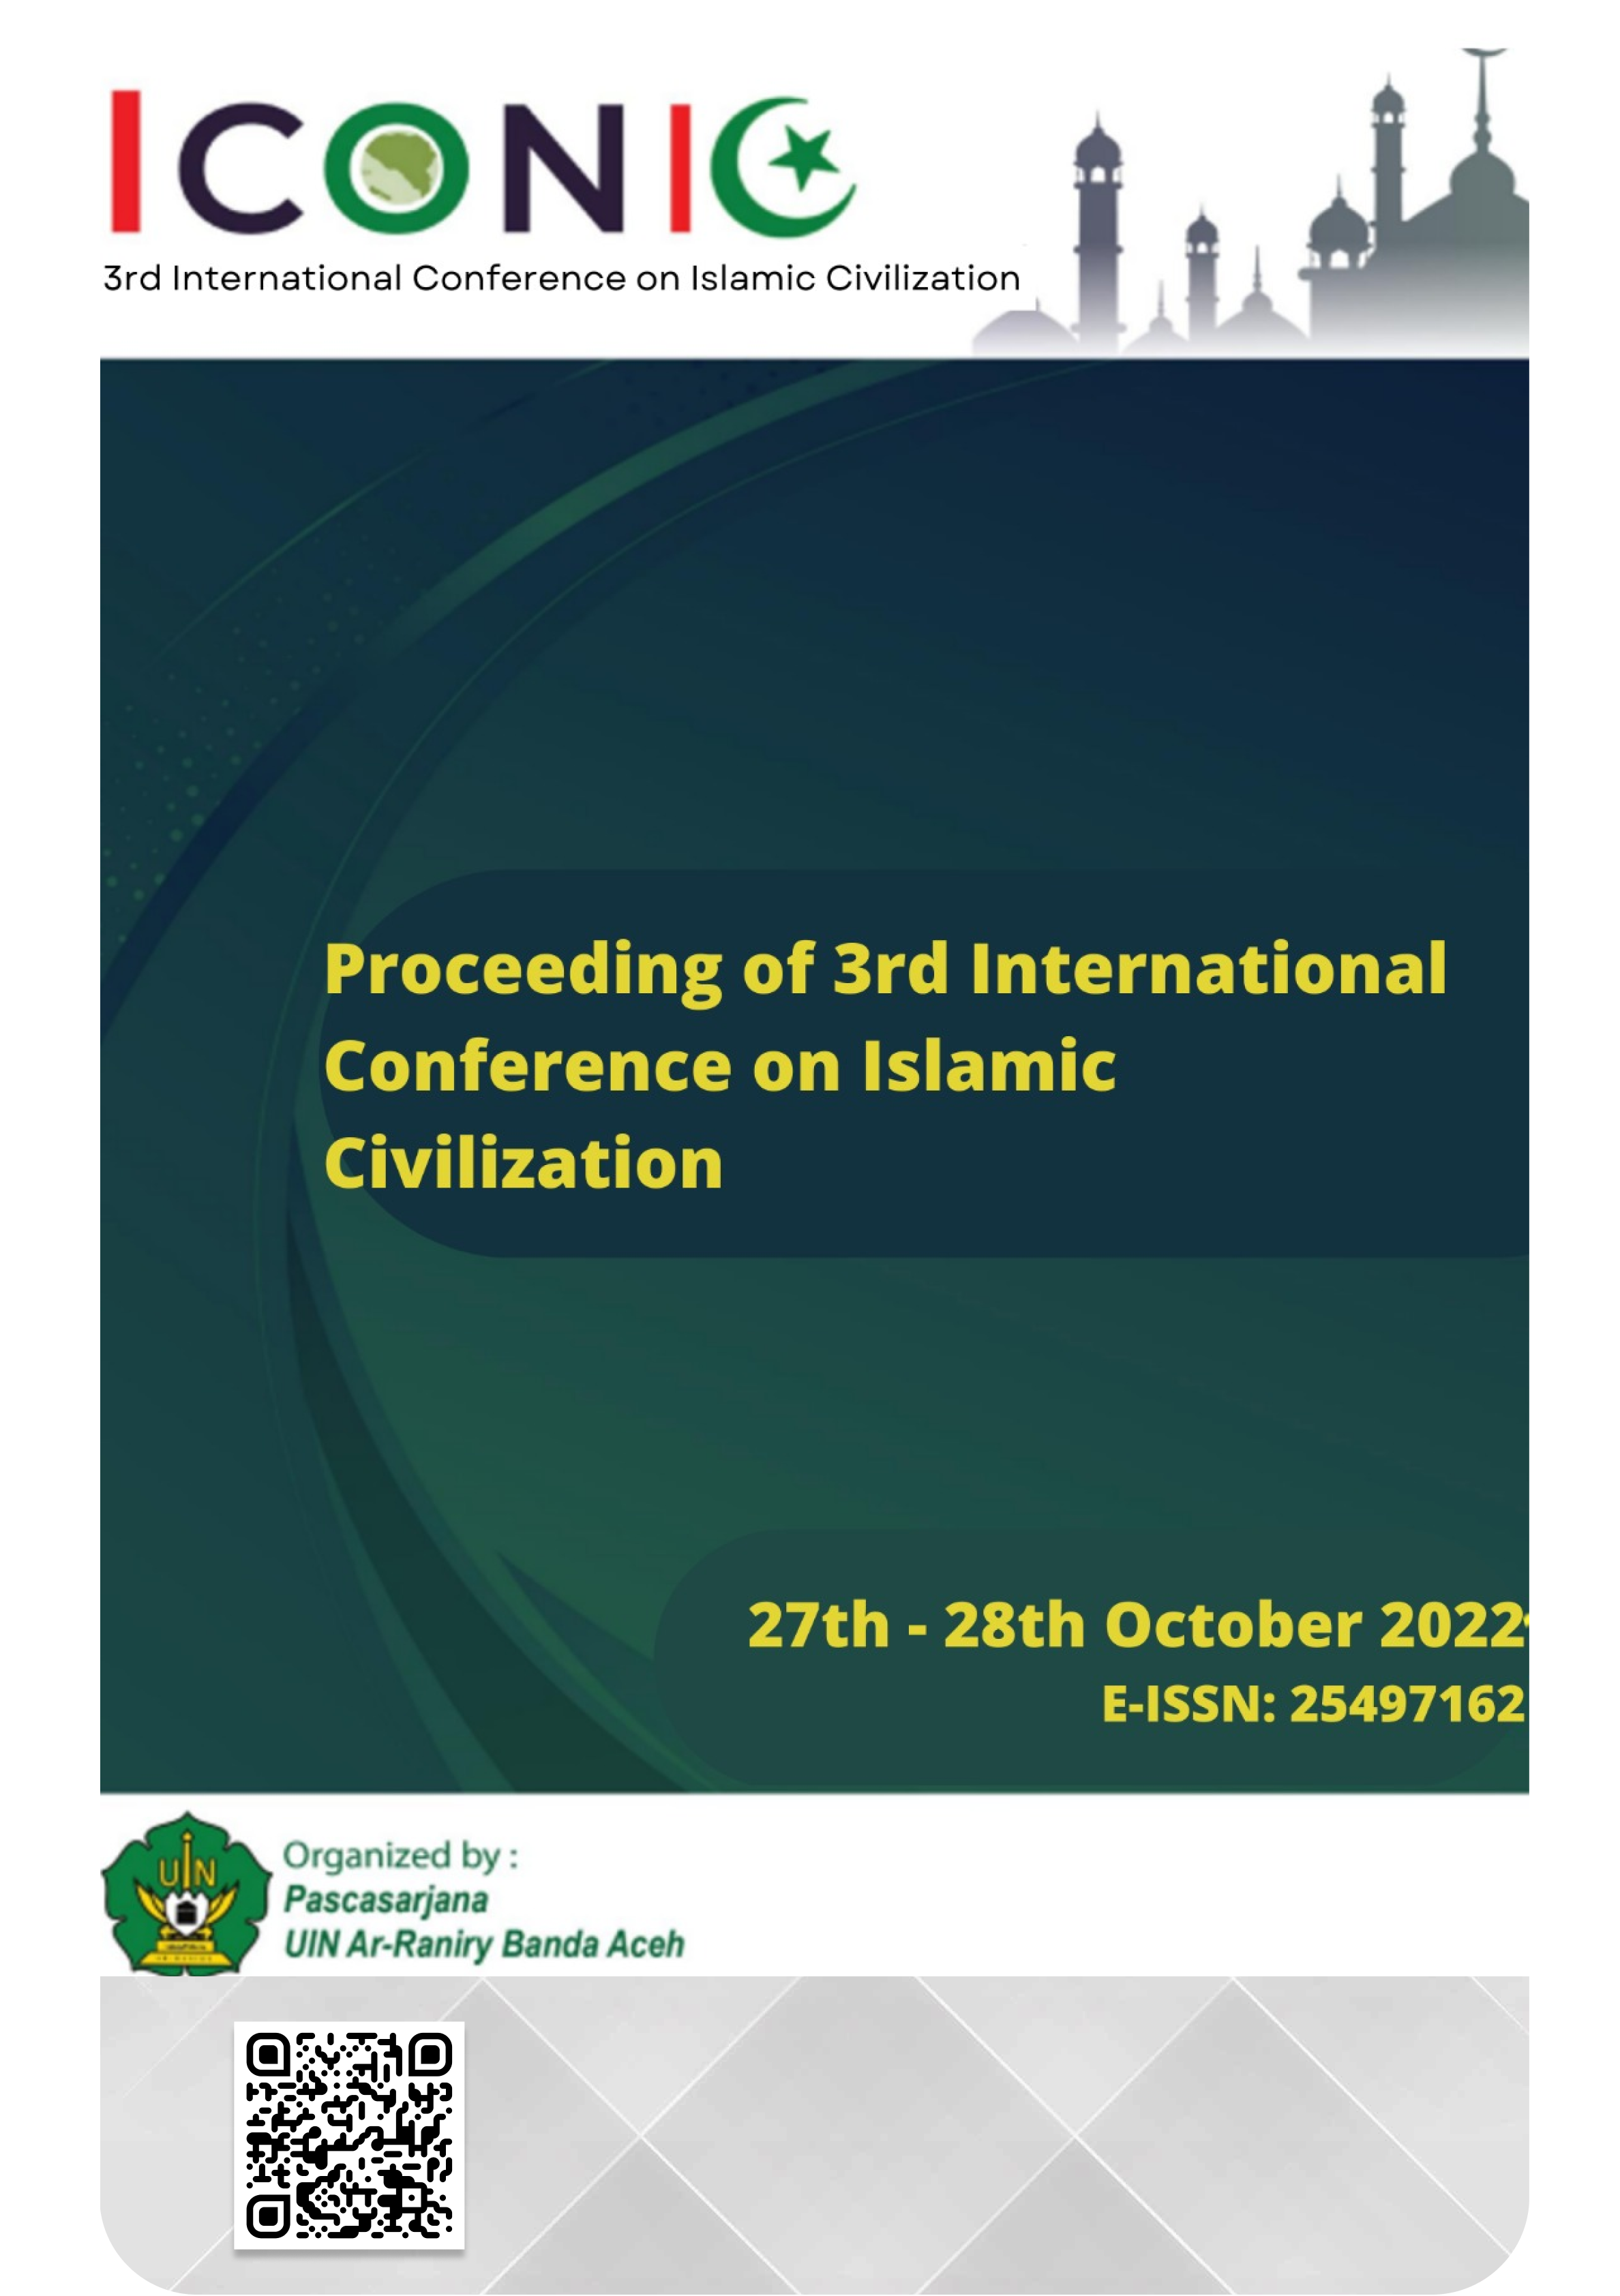 ICONIC
3rd International Conference on Islamic Civilization
Proceeding of 3rd International
Conference on Islamic
Civilization
27th - 28th October 2022
E-ISSN: 25497162
UIN
Organized by :
Pascasarjana
UIN Ar-Raniry Banda Aceh